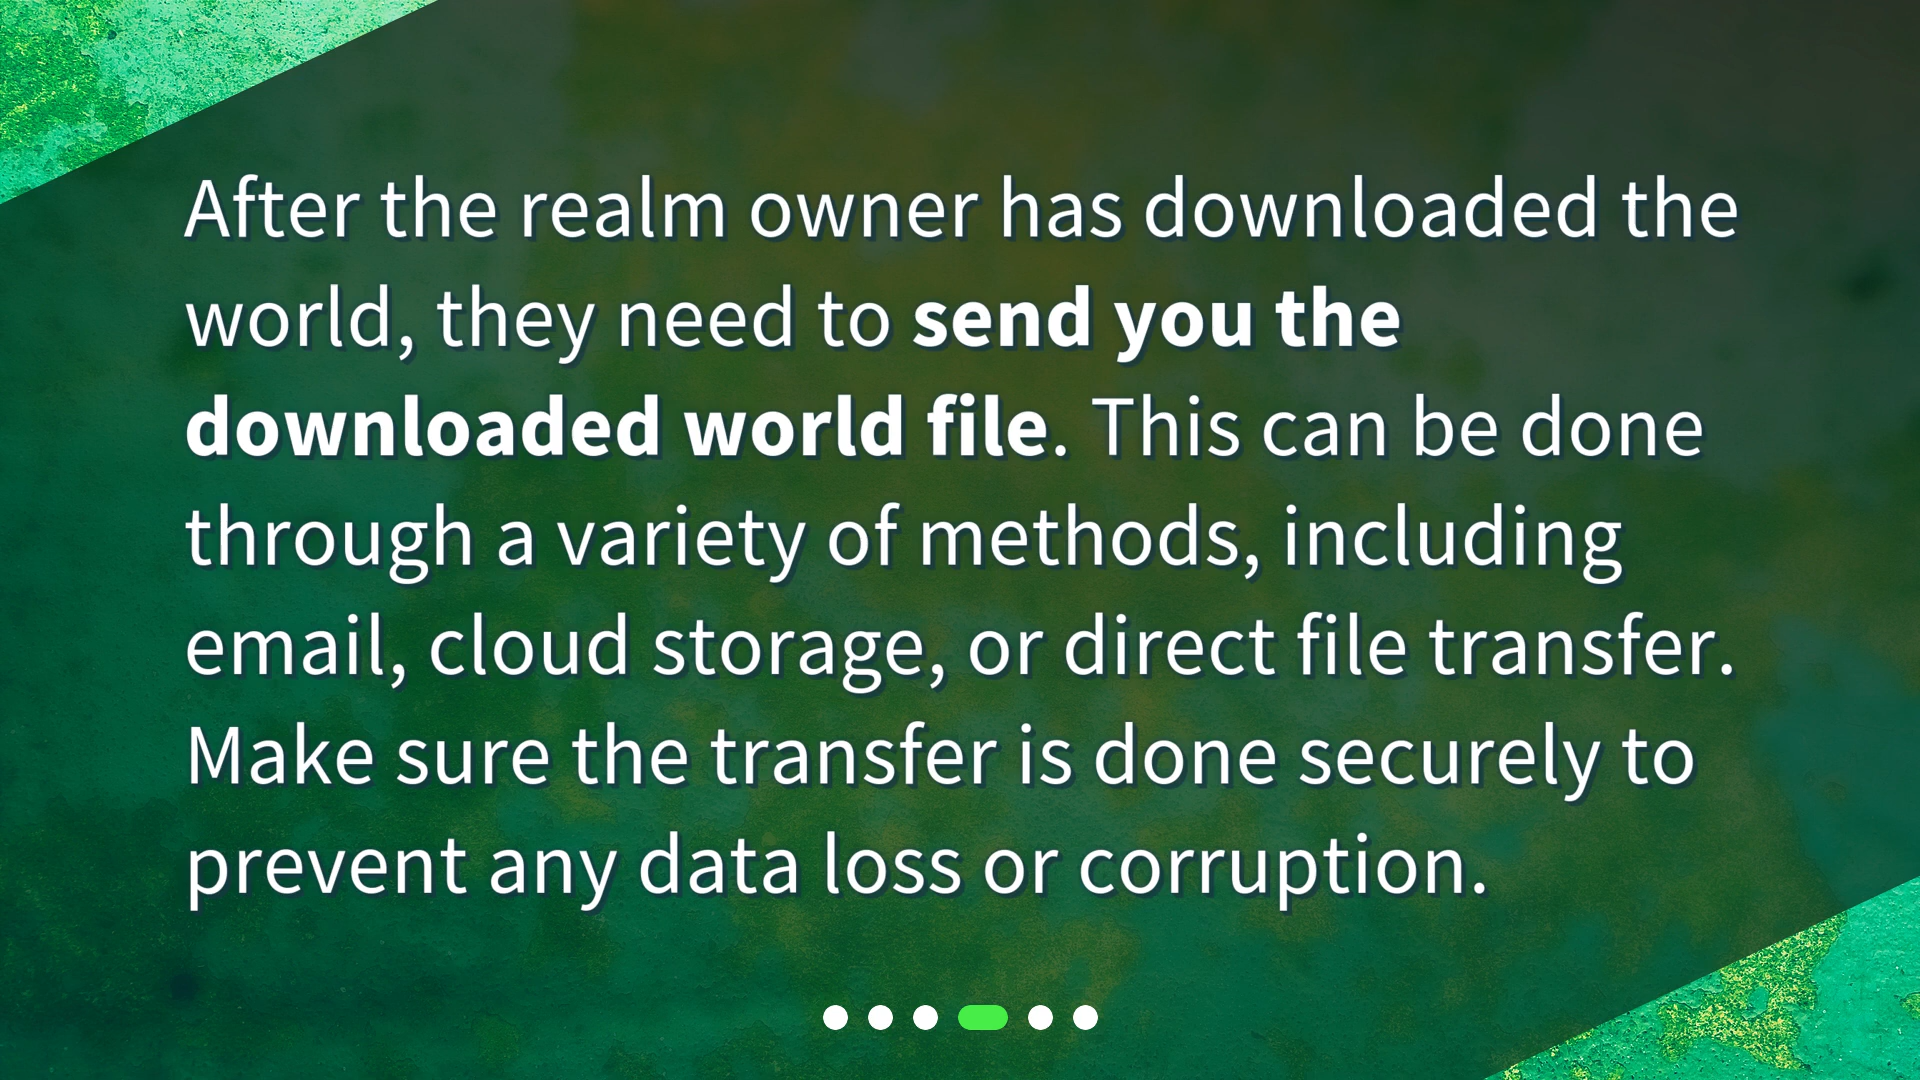 After the realm owner has downloaded the
world, they need to send you the
downloaded world file. This can be done
through a variety of methods, including
email, cloud storage, or direct file transfer.
Make sure the transfer is done securely to
prevent any data loss or corruption.